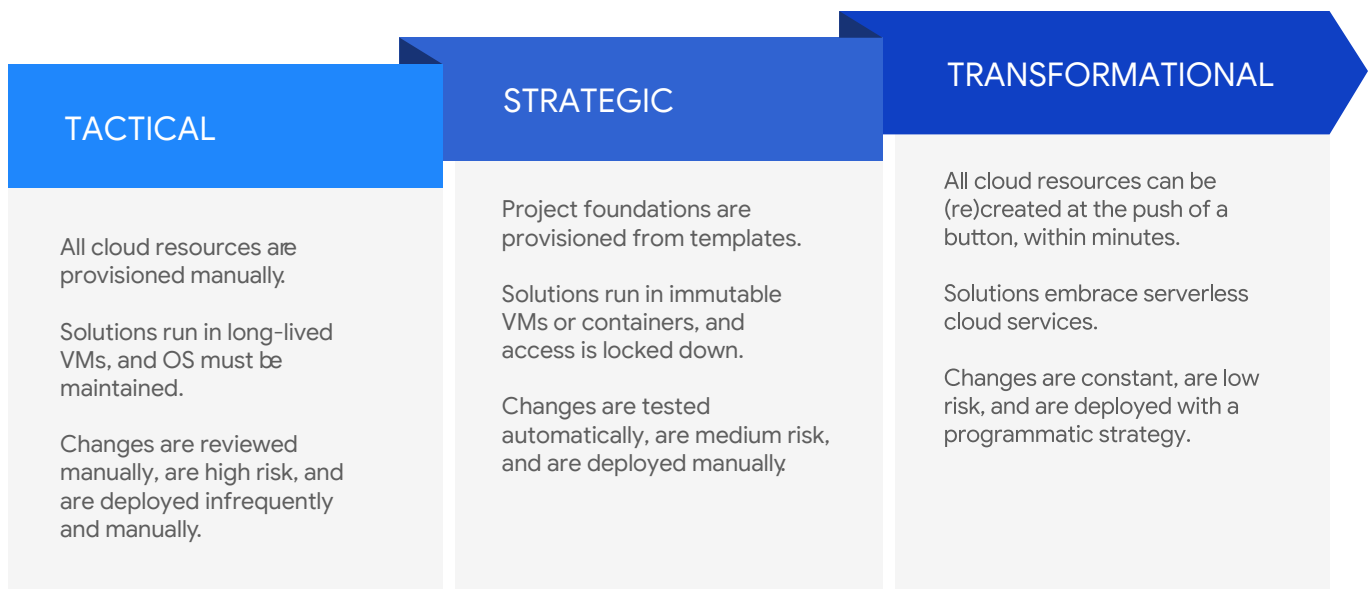 TACTICAL
All cloud resources are
provisioned manually.
Solutions run in long-lived
VMs, and OS must be
maintained.
Changes are reviewed
manually, are high risk, and
are deployed infrequently
and manually.
STRATEGIC
Project foundations are
provisioned from templates.
Solutions run in immutable
VMs or containers, and
access is locked down.
Changes are tested
automatically, are medium risk,
and are deployed manually.
TRANSFORMATIONAL
All cloud resources can be
(re)created at the push of a
button, within minutes.
Solutions embrace serverless
cloud services.
Changes are constant, are low
risk, and are deployed with a
programmatic strategy.